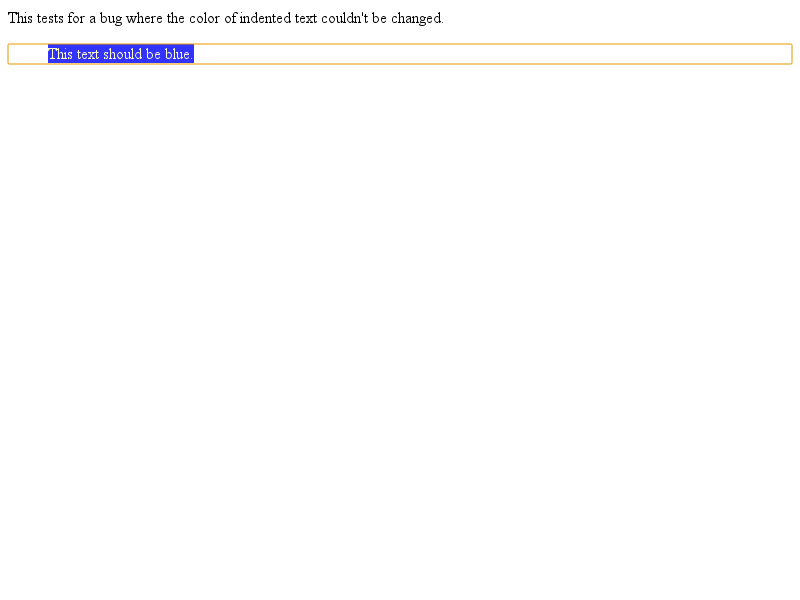 This tests for a bug where the color of indented text couldn't be changed.
This text should be blue.